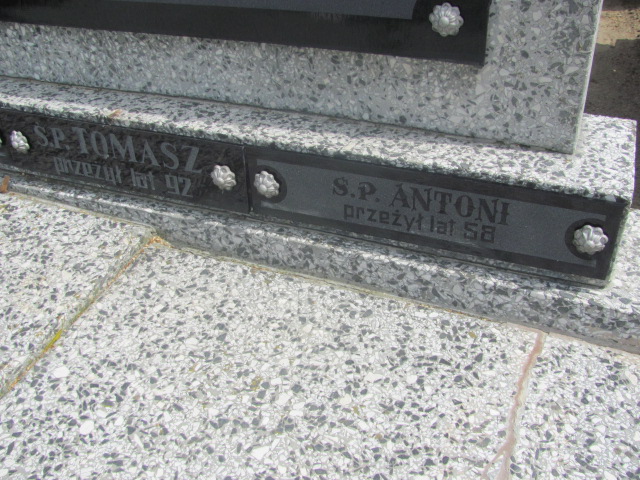 Ś.P. TOMASZ
przeżył lat 92
Ś.P. ANTONI
przeżył lat 58